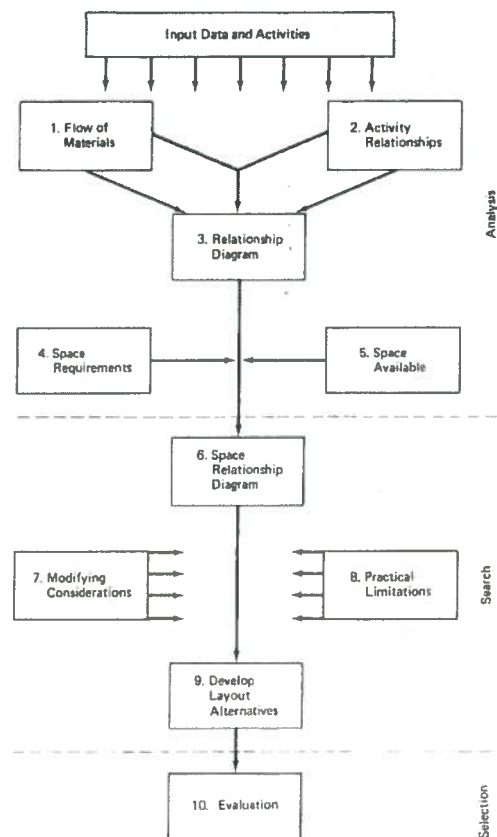 Input Data and Activities
1. Flow of
Materials
2. Activity
Relationships
3. Relationship
Diagram
Analysis
4. Space
Requirements
5. Space
Available
6. Space
Relationship
Diagram
7. Modifying
Considerations
8. Practical
Limitations
Search
9. Develop
Layout
Alternatives
10. Evaluation
Selection